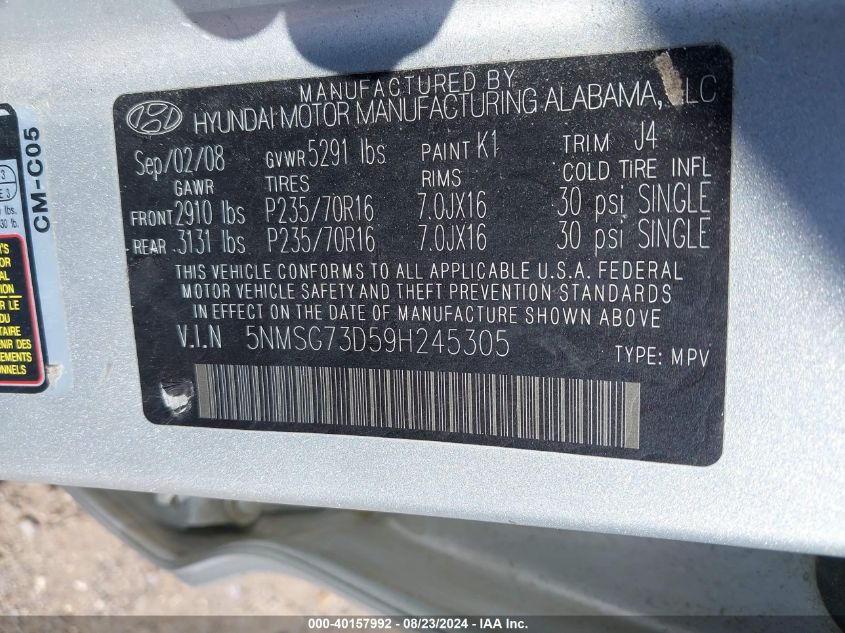 MANUFACTURED BY
HYUNDAI MOTOR MANUFACTURING ALABAMA, LLC
Sep/02/08 GVWR 5291 lbs PAINT K1 TRIM J4
GAWR TIRES RIMS COLD TIRE INFL
FRONT 2910 lbs P235/70R16 7.0JX16 30 psi SINGLE
REAR 3131 lbs P235/70R16 7.0JX16 30 psi SINGLE
THIS VEHICLE CONFORMS TO ALL APPLICABLE U.S.A. FEDERAL
MOTOR VEHICLE SAFETY AND THEFT PREVENTION STANDARDS
IN EFFECT ON THE DATE OF MANUFACTURE SHOWN ABOVE
V.I.N 5NMSG73D59H245305 TYPE: MPV
CM-C05
000-40157992 - 08/23/2024 - IAA Inc.